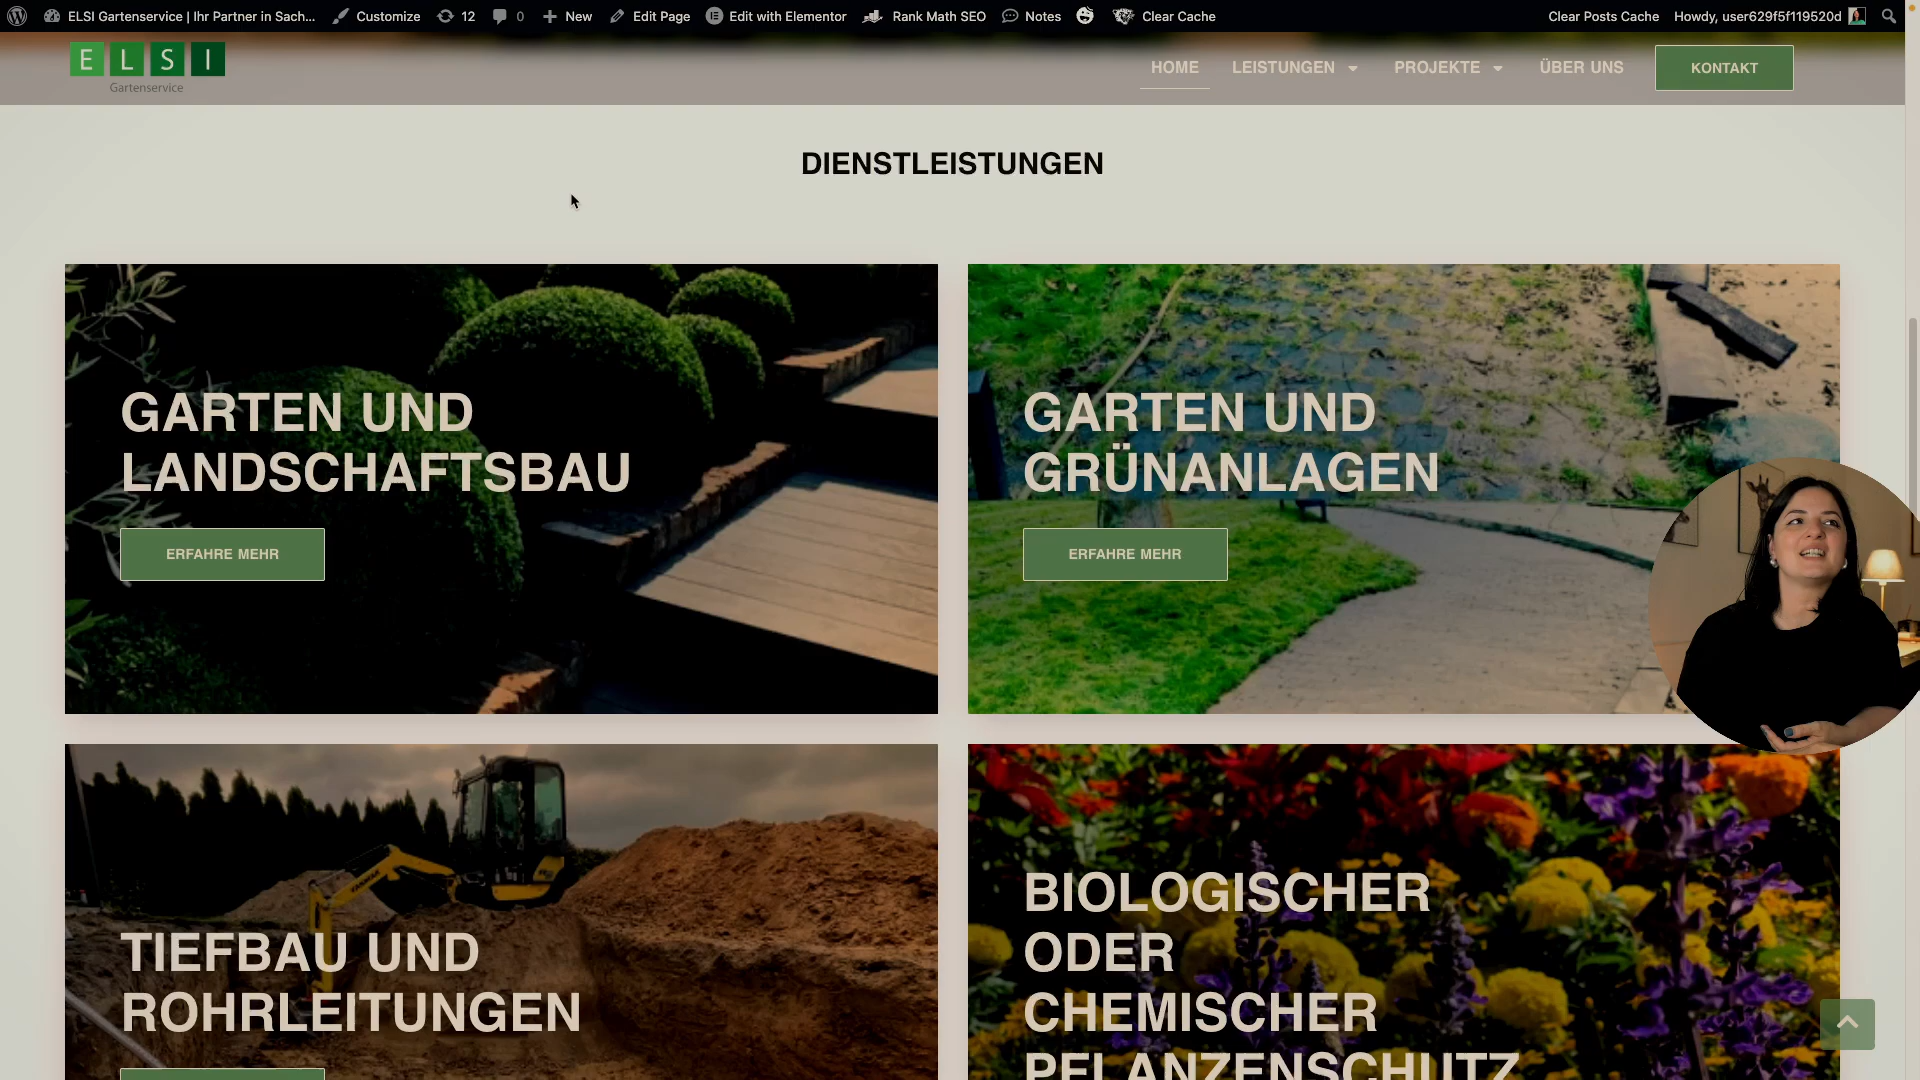 ELSI Gartenservice | Ihr Partner in Sach... Customize 12 0 New Edit Page Edit with Elementor Rank Math SEO Notes Clear Cache Clear Posts Cache Howdy, user629f5f119520d
E L S I
Gartenservice
HOME LEISTUNGEN PROJEKTE ÜBER UNS KONTAKT
DIENSTLEISTUNGEN
GARTEN UND
LANDSCHAFTSBAU
ERFAHRE MEHR
GARTEN UND
GRÜNANLAGEN
ERFAHRE MEHR
TIEFBAU UND
ROHRLEITUNGEN
BIOLOGISCHER
ODER
CHEMISCHER
PFLANZENSCHUTZ